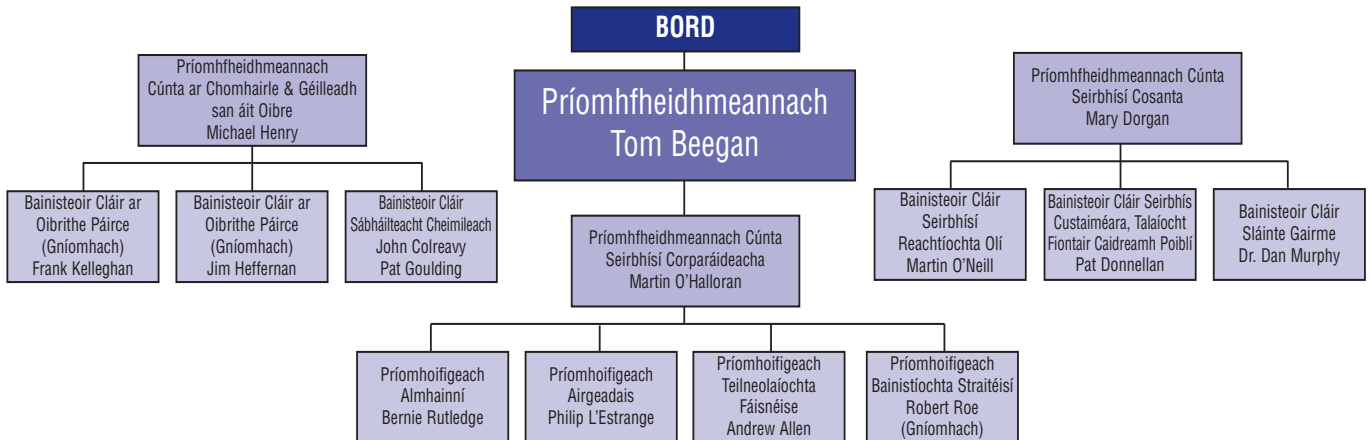 BORD
Príomhfheidhmeannach
Tom Beegan
Príomhfheidhmeannach
Cúnta ar Chomhairle & Géilleadh
san áit Oibre
Michael Henry
Príomhfheidhmeannach Cúnta
Seirbhísí Cosanta
Mary Dorgan
Bainisteoir Cláir ar
Oibrithe Páirce
(Gníomhach)
Frank Kelleghan
Bainisteoir Cláir ar
Oibrithe Páirce
(Gníomhach)
Jim Heffernan
Bainisteoir Cláir
Sábháilteacht Cheimileach
John Colreavy
Pat Goulding
Príomhfheidhmeannach Cúnta
Seirbhísí Corparáideacha
Martin O'Halloran
Bainisteoir Cláir
Seirbhísí
Reachtíochta Olí
Martin O'Neill
Bainisteoir Cláir Seirbhís
Custaiméara, Talaíocht
Fiontair Caidreamh Poiblí
Pat Donnellan
Bainisteoir Cláir
Sláinte Gairme
Dr. Dan Murphy
Príomhoifigeach
Almhainní
Bernie Rutledge
Príomhoifigeach
Airgeadais
Philip L'Estrange
Príomhoifigeach
Teilneolaíochta
Fáisnéise
Andrew Allen
Príomhoifigeach
Bainistíochta Straitéisí
Robert Roe
(Gníomhach)